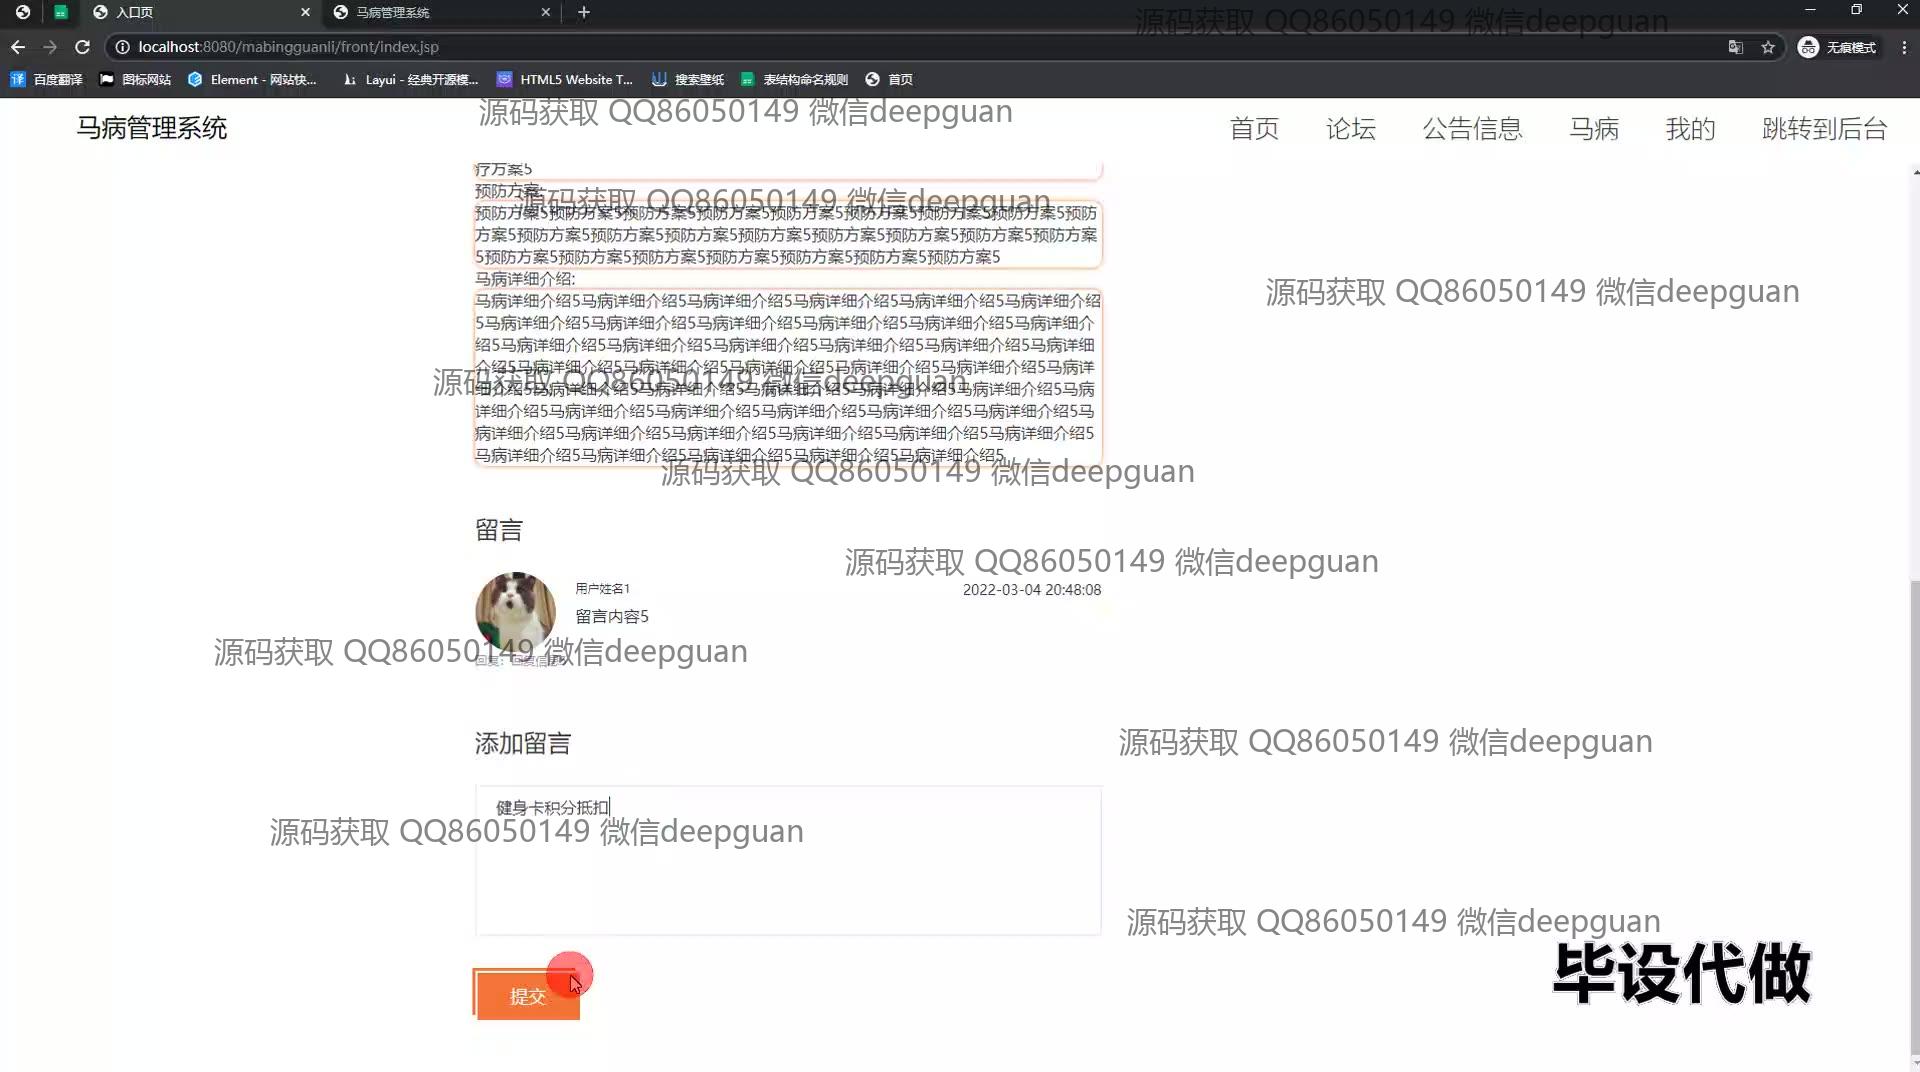 入口页
马病管理系统
localhost:8080/mabingguanli/front/index.jsp
无痕模式
百度翻译
图标网站
Element - 网站快...
Layui - 经典开源模...
HTML5 Website T...
搜索壁纸
表结构命名规则
首页
源码获取 QQ86050149 微信deepguan
源码获取 QQ86050149 微信deepguan
马病管理系统
首页
论坛
公告信息
马病
我的
跳转到后台
疗方案5
预防方案:
源码获取 QQ86050149 微信deepguan
预防方案5预防方案5预防方案5预防方案5预防方案5预防方案5预防方案5预防方案5预防
方案5预防方案5预防方案5预防方案5预防方案5预防方案5预防方案5预防方案5预防方案
5预防方案5预防方案5预防方案5预防方案5预防方案5预防方案5预防方案5
马病详细介绍:
源码获取 QQ86050149 微信deepguan
马病详细介绍5马病详细介绍5马病详细介绍5马病详细介绍5马病详细介绍5马病详细介绍
5马病详细介绍5马病详细介绍5马病详细介绍5马病详细介绍5马病详细介绍5马病详细介
绍5马病详细介绍5马病详细介绍5马病详细介绍5马病详细介绍5马病详细介绍5马病详细
介绍5马病详细介绍5马病详细介绍5马病详细介绍5马病详细介绍5马病详细介绍5马病详
细介绍5马病详细介绍5马病详细介绍5马病详细介绍5马病详细介绍5马病详细介绍5马病
源码获取 QQ86050149 微信deepguan
详细介绍5马病详细介绍5马病详细介绍5马病详细介绍5马病详细介绍5马病详细介绍5马
病详细介绍5马病详细介绍5马病详细介绍5马病详细介绍5马病详细介绍5马病详细介绍5
马病详细介绍5马病详细介绍5马病详细介绍5马病详细介绍5马病详细介绍5
源码获取 QQ86050149 微信deepguan
留言
源码获取 QQ86050149 微信deepguan
用户姓名1
2022-03-04 20:48:08
留言内容5
源码获取 QQ86050149 微信deepguan
添加留言
源码获取 QQ86050149 微信deepguan
健身卡积分抵扣
源码获取 QQ86050149 微信deepguan
源码获取 QQ86050149 微信deepguan
毕设代做
提交